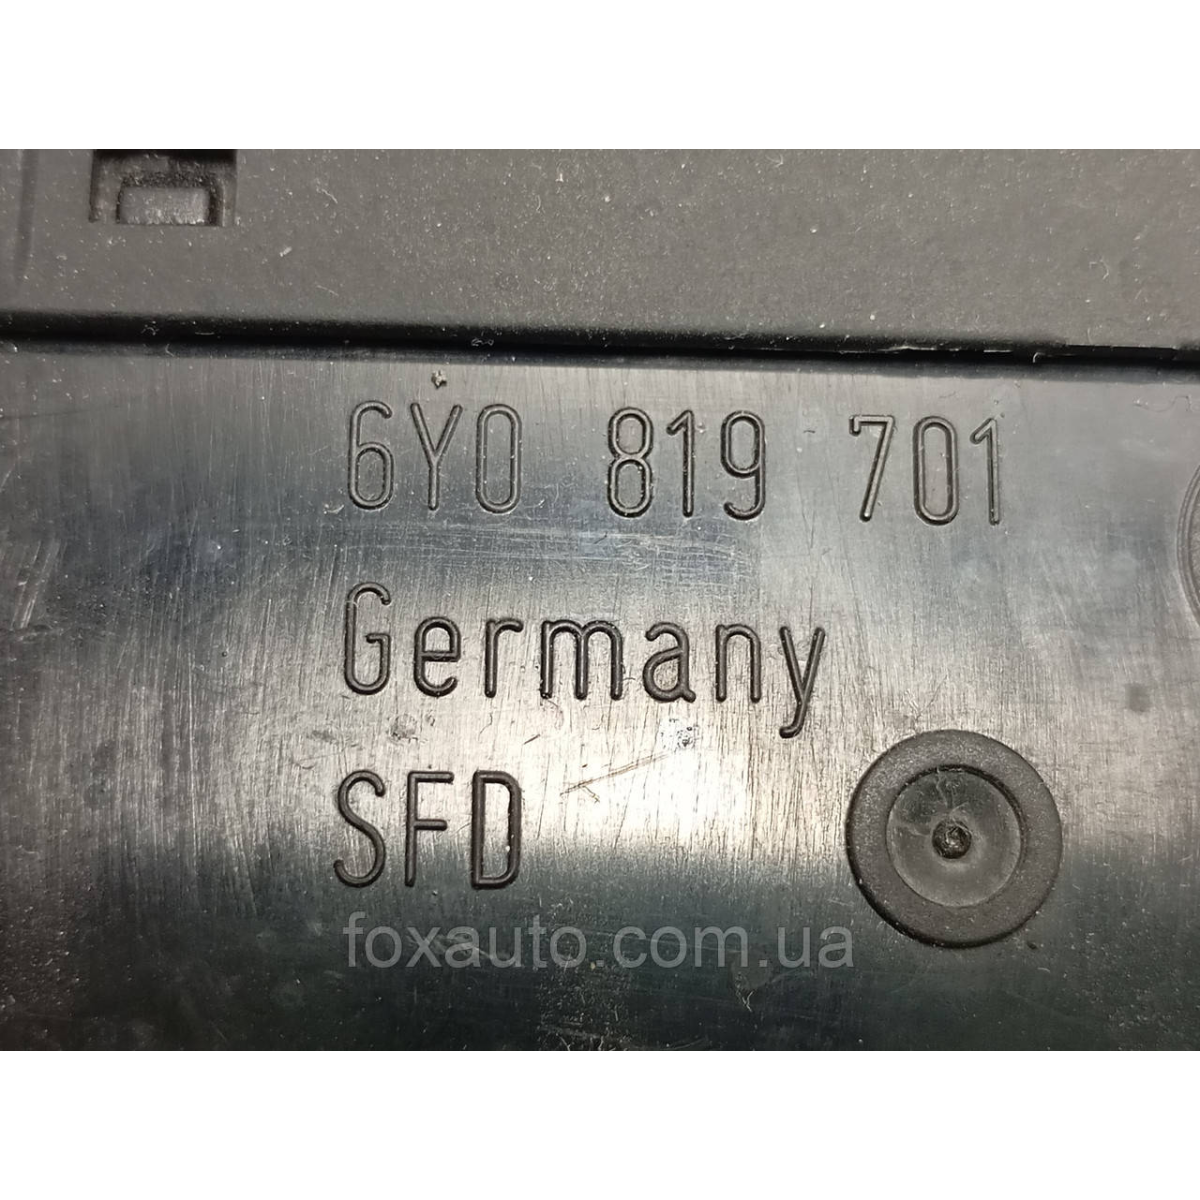 6Y0 819 701
Germany
SFD
foxauto.com.ua